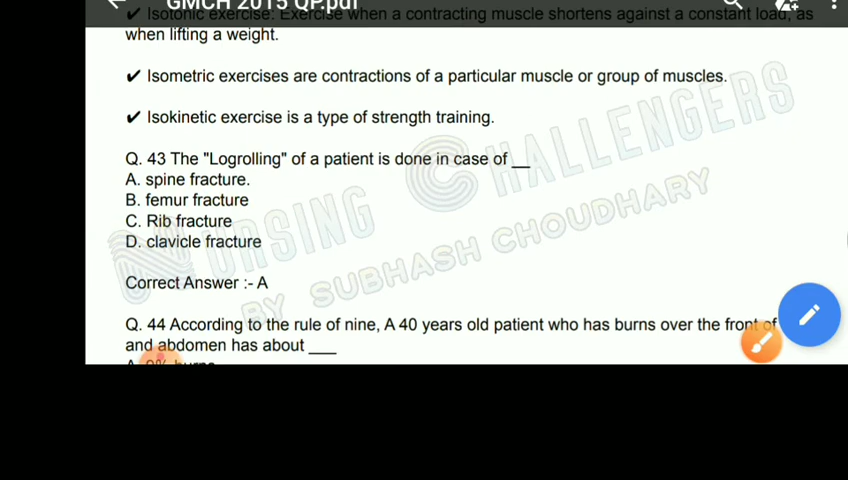 GMCH 2015 QP.pdf
✔ Isotonic exercise: Exercise when a contracting muscle shortens against a constant load, as
when lifting a weight.
✔ Isometric exercises are contractions of a particular muscle or group of muscles.
✔ Isokinetic exercise is a type of strength training.
Q. 43 The "Logrolling" of a patient is done in case of __
A. spine fracture.
B. femur fracture
C. Rib fracture
D. clavicle fracture
Correct Answer :- A
Q. 44 According to the rule of nine, A 40 years old patient who has burns over the front of
and abdomen has about ___
NURSING CHALLENGERS
BY SUBHASH CHOUDHARY